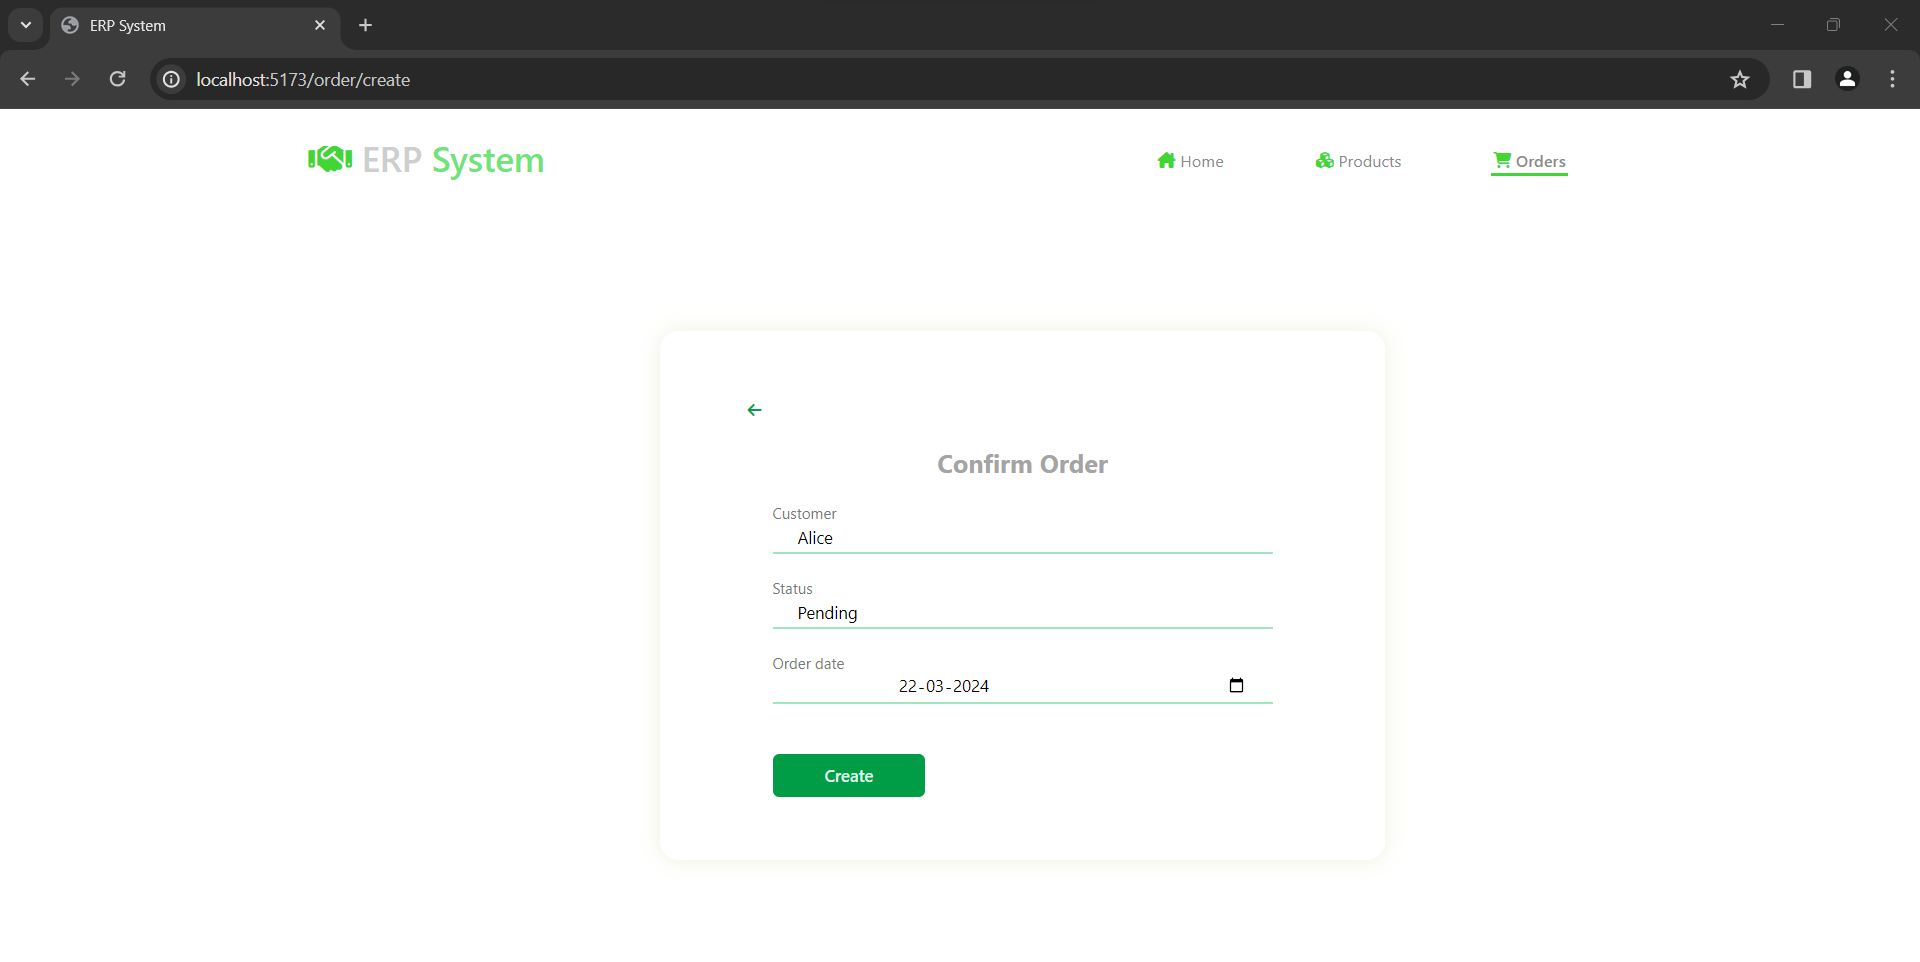 ERP System
localhost:5173/order/create
ERP System
Home
Products
Orders
Confirm Order
Customer
Alice
Status
Pending
Order date
22-03-2024
Create